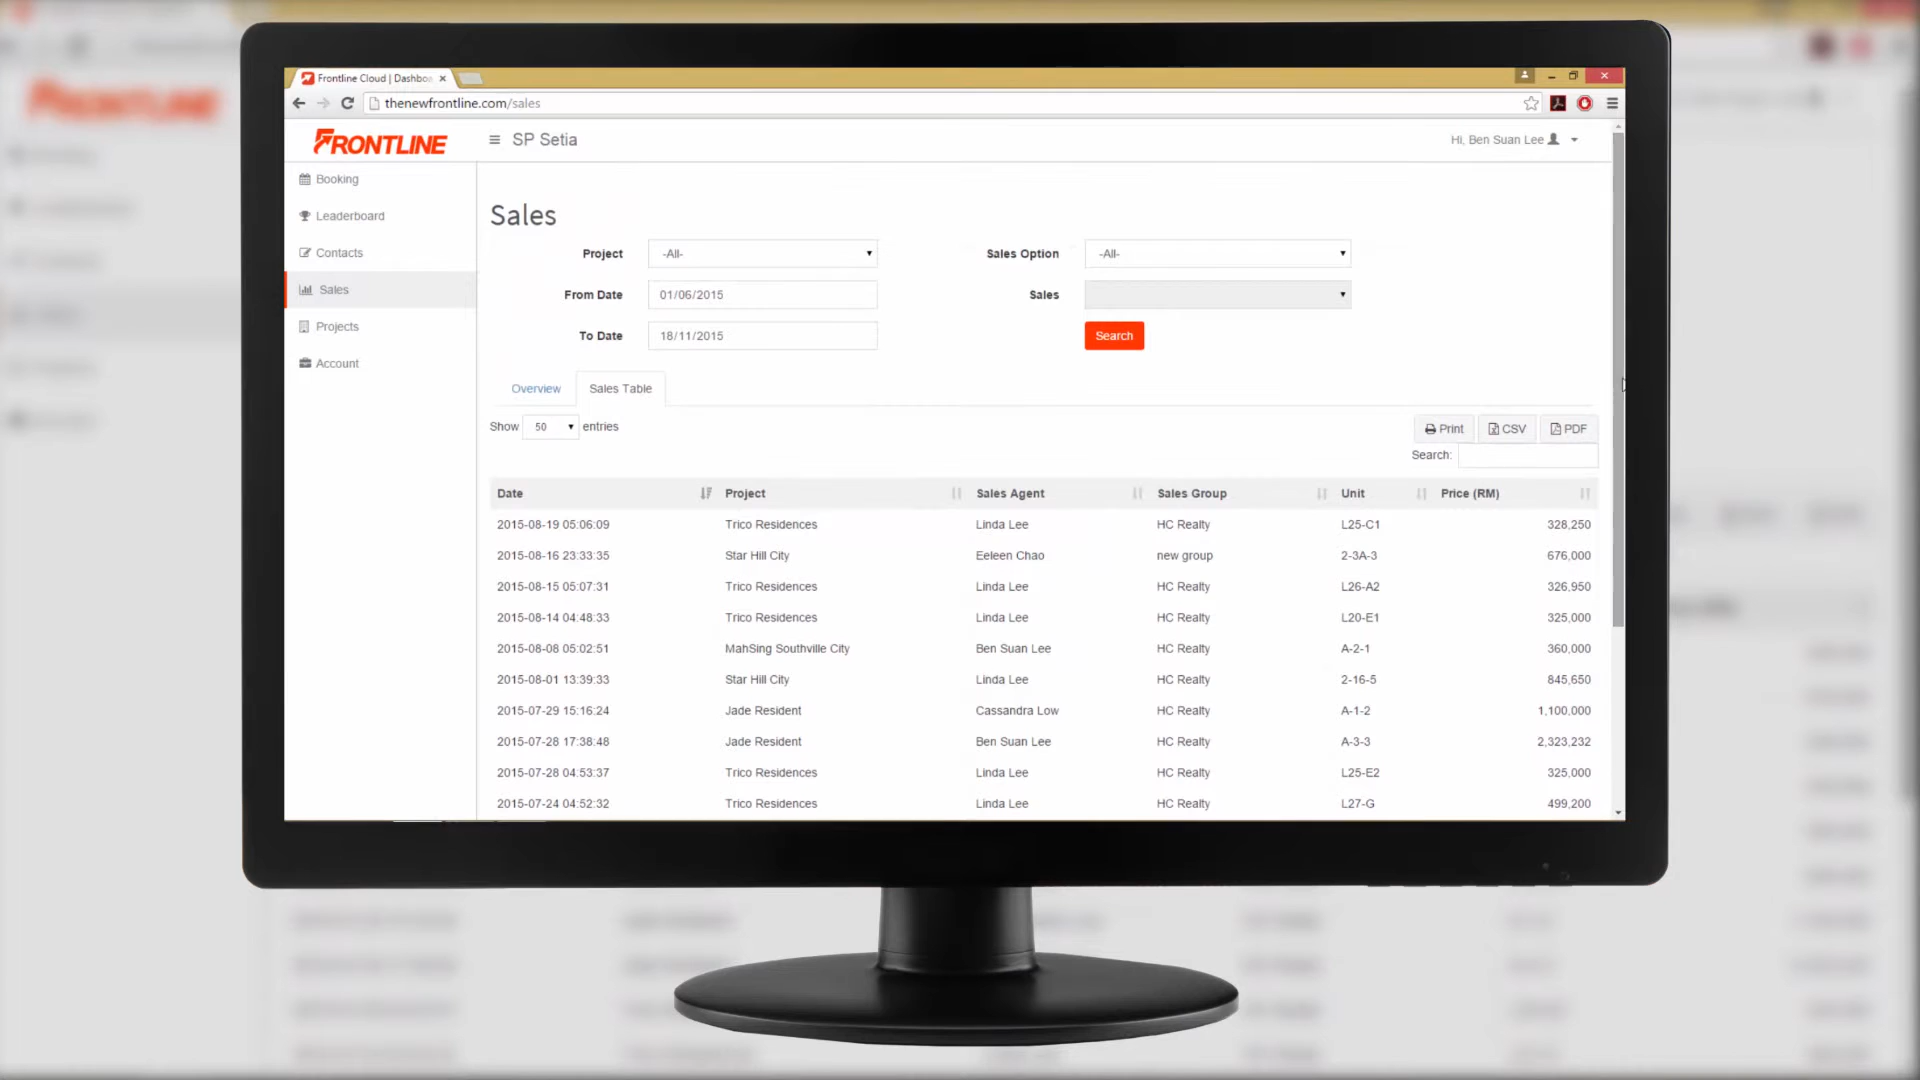 Frontline Cloud | Dashboa
thenewfrontline.com/sales
FRONTLINE
SP Setia
Hi, Ben Suan Lee
Booking
Leaderboard
Contacts
Sales
Projects
Account
Sales
Project -All- Sales Option -All-
From Date 01/06/2015 Sales
To Date 18/11/2015 Search
Overview Sales Table
Show 50 entries
Print CSV PDF
Search:
Date Project Sales Agent Sales Group Unit Price (RM)
2015-08-19 05:06:09 Trico Residences Linda Lee HC Realty L25-C1 328,250
2015-08-16 23:33:35 Star Hill City Eeleen Chao new group 2-3A-3 676,000
2015-08-15 05:07:31 Trico Residences Linda Lee HC Realty L26-A2 326,950
2015-08-14 04:48:33 Trico Residences Linda Lee HC Realty L20-E1 325,000
2015-08-08 05:02:51 MahSing Southville City Ben Suan Lee HC Realty A-2-1 360,000
2015-08-01 13:39:33 Star Hill City Linda Lee HC Realty 2-16-5 845,650
2015-07-29 15:16:24 Jade Resident Cassandra Low HC Realty A-1-2 1,100,000
2015-07-28 17:38:48 Jade Resident Ben Suan Lee HC Realty A-3-3 2,323,232
2015-07-28 04:53:37 Trico Residences Linda Lee HC Realty L25-E2 325,000
2015-07-24 04:52:32 Trico Residences Linda Lee HC Realty L27-G 499,200